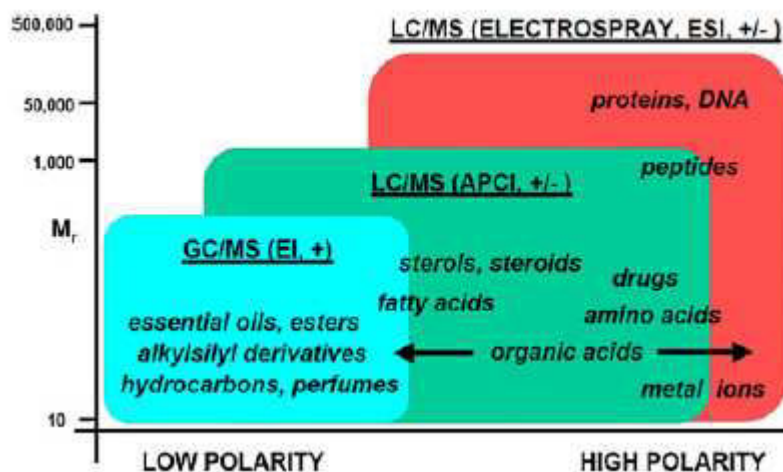 500,000
LC/MS (ELECTROSPRAY, ESI, +/-)
50,000
proteins, DNA
1,000
peptides
LC/MS (APCI, +/-)
Mr
GC/MS (EI, +)
sterols, steroids
drugs
fatty acids
amino acids
essential oils, esters
alkylsilyl derivatives
organic acids
hydrocarbons, perfumes
metal ions
10
LOW POLARITY
HIGH POLARITY